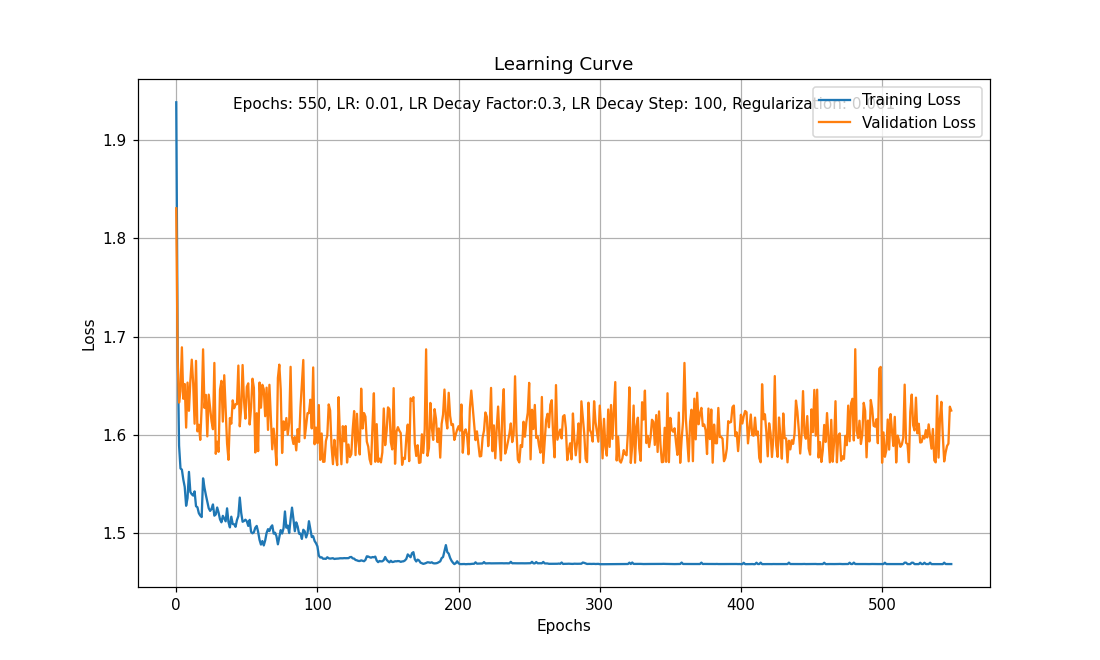 Learning Curve
Epochs: 550, LR: 0.01, LR Decay Factor:0.3, LR Decay Step: 100, Regularization: 0.001
Training Loss
Validation Loss
1.9
1.8
1.7
1.6
1.5
Loss
0 100 200 300 400 500
Epochs